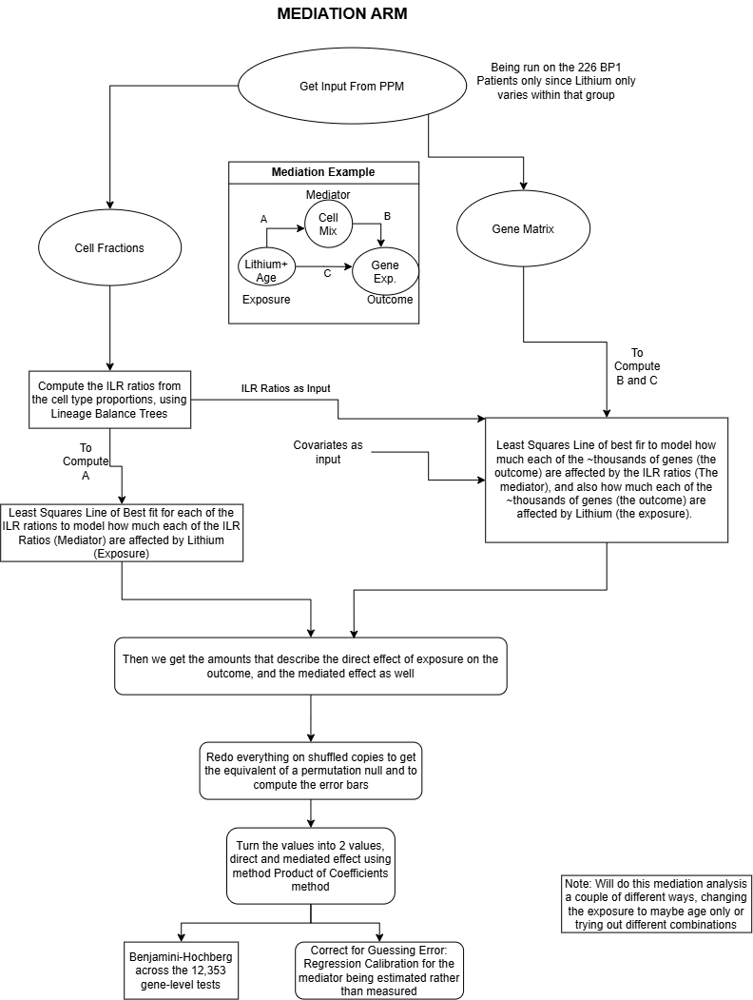 MEDIATION ARM
Get Input From PPM
Being run on the 226 BP1
Patients only since Lithium only
varies within that group
Mediation Example
Mediator
Cell
Mix
A
B
Lithium+
Age
C
Gene
Exp.
Exposure
Outcome
Cell Fractions
Gene Matrix
To
Compute
B and C
Compute the ILR ratios from
the cell type proportions, using
Lineage Balance Trees
ILR Ratios as Input
Covariates as
input
Least Squares Line of best fir to model how
much each of the ~thousands of genes (the
outcome) are affected by the ILR ratios (The
mediator), and also how much each of the
~thousands of genes (the outcome) are
affected by Lithium (the exposure).
To
Compute
A
Least Squares Line of Best fit for each of the
ILR rations to model how much each of the ILR
Ratios (Mediator) are affected by Lithium
(Exposure)
Then we get the amounts that describe the direct effect of exposure on the
outcome, and the mediated effect as well
Redo everything on shuffled copies to get
the equivalent of a permutation null and to
compute the error bars
Turn the values into 2 values,
direct and mediated effect using
method Product of Coefficients
method
Note: Will do this mediation analysis
a couple of different ways, changing
the exposure to maybe age only or
trying out different combinations
Benjamini-Hochberg
across the 12,353
gene-level tests
Correct for Guessing Error:
Regression Calibration for the
mediator being estimated rather
than measured